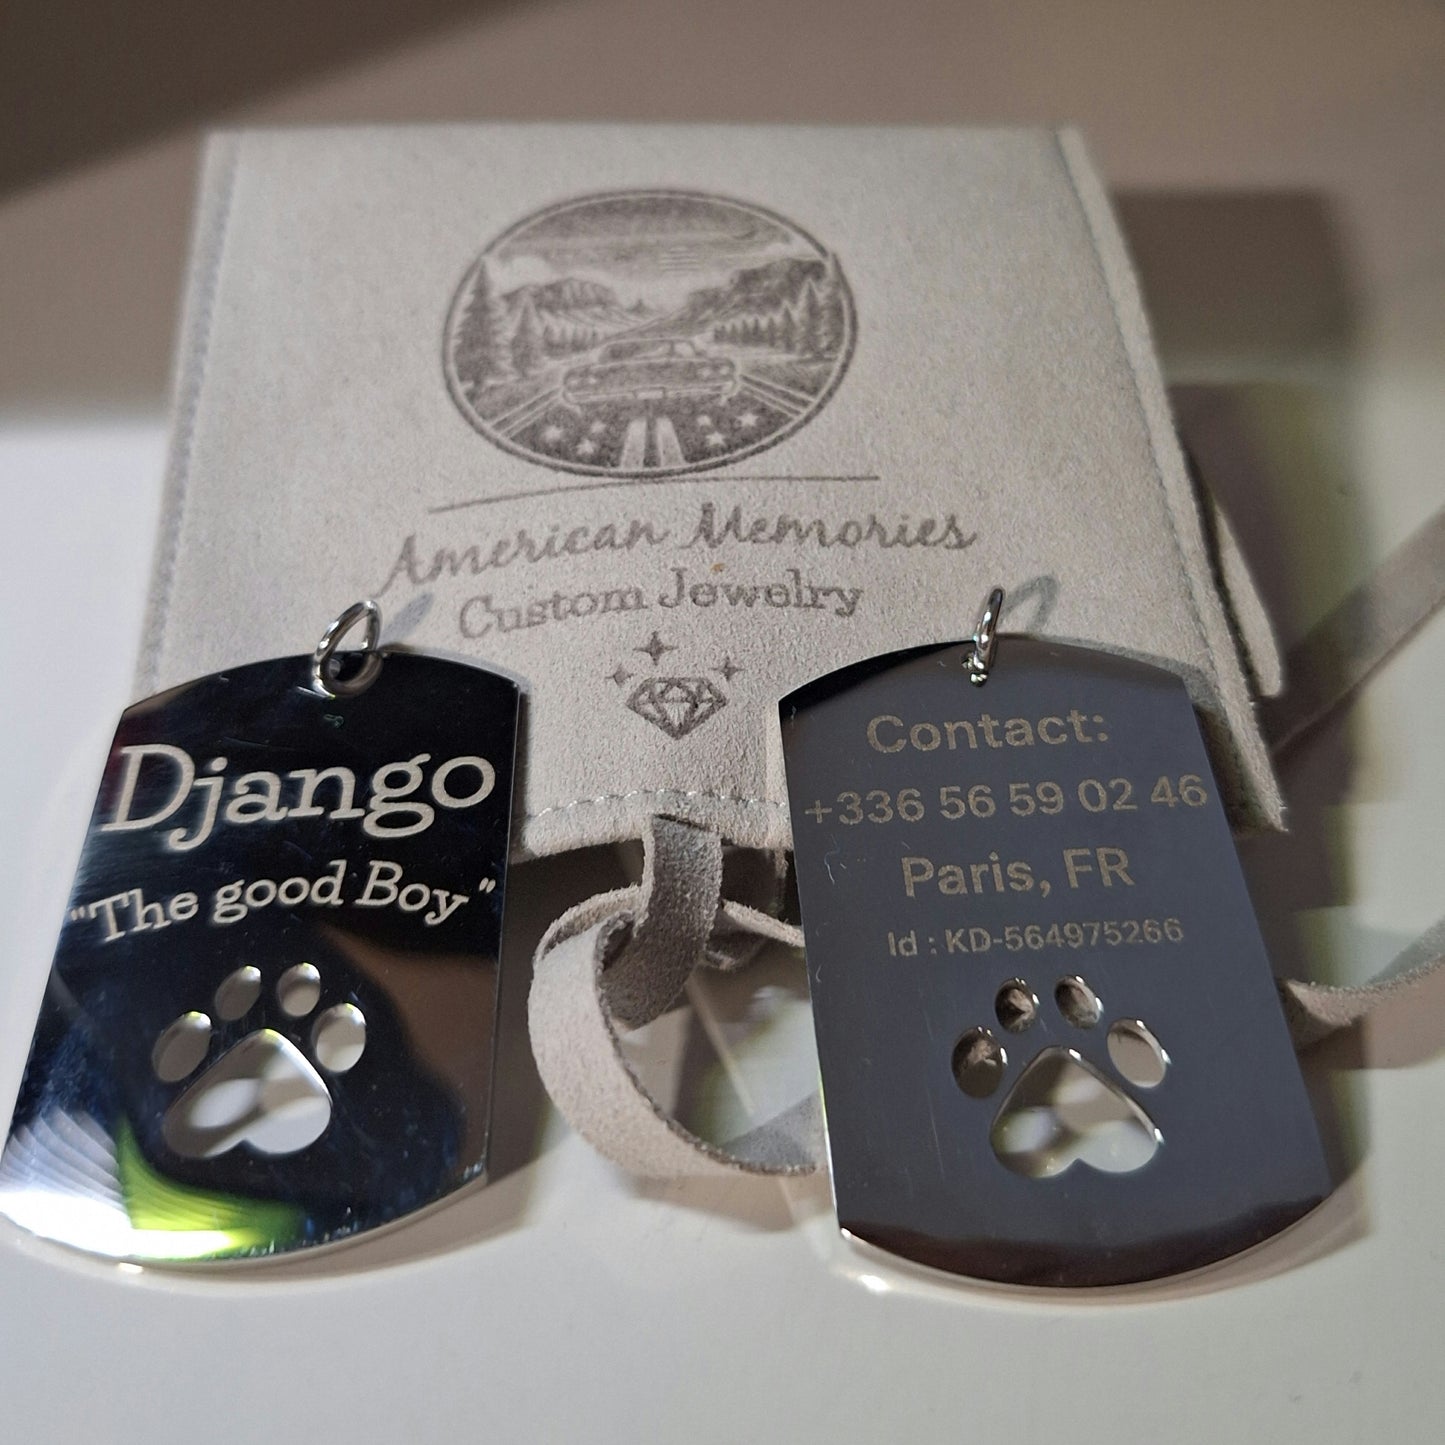 American Memories
Custom Jewelry
Django
"The good Boy"
Contact:
+336 56 59 02 46
Paris, FR
Id : KD-564975266